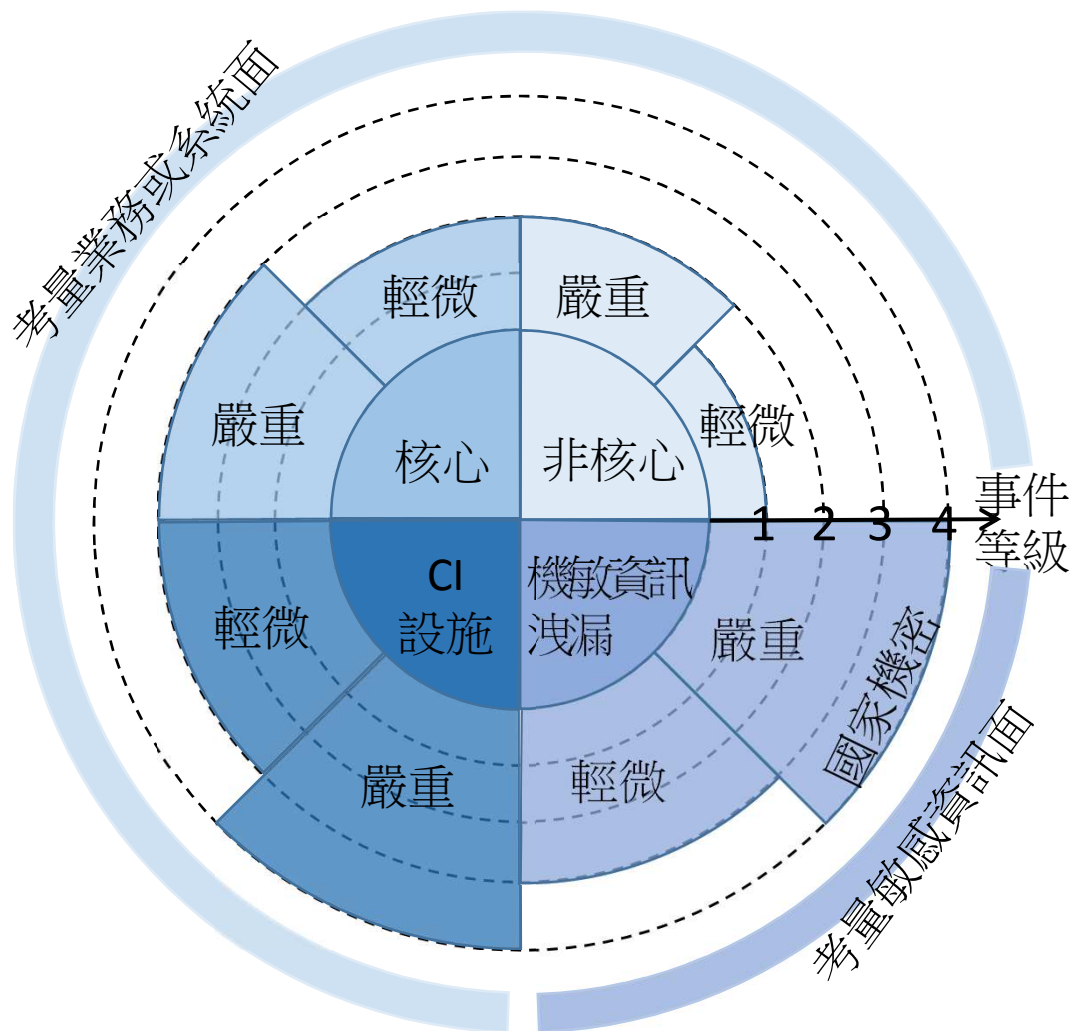 考量業務或系統面
輕微
嚴重
嚴重
輕微
核心
非核心
事件
等級
1 2 3 4
CI
設施
機敏資訊
洩漏
輕微
嚴重
國家機密
嚴重
輕微
考量敏感資訊面